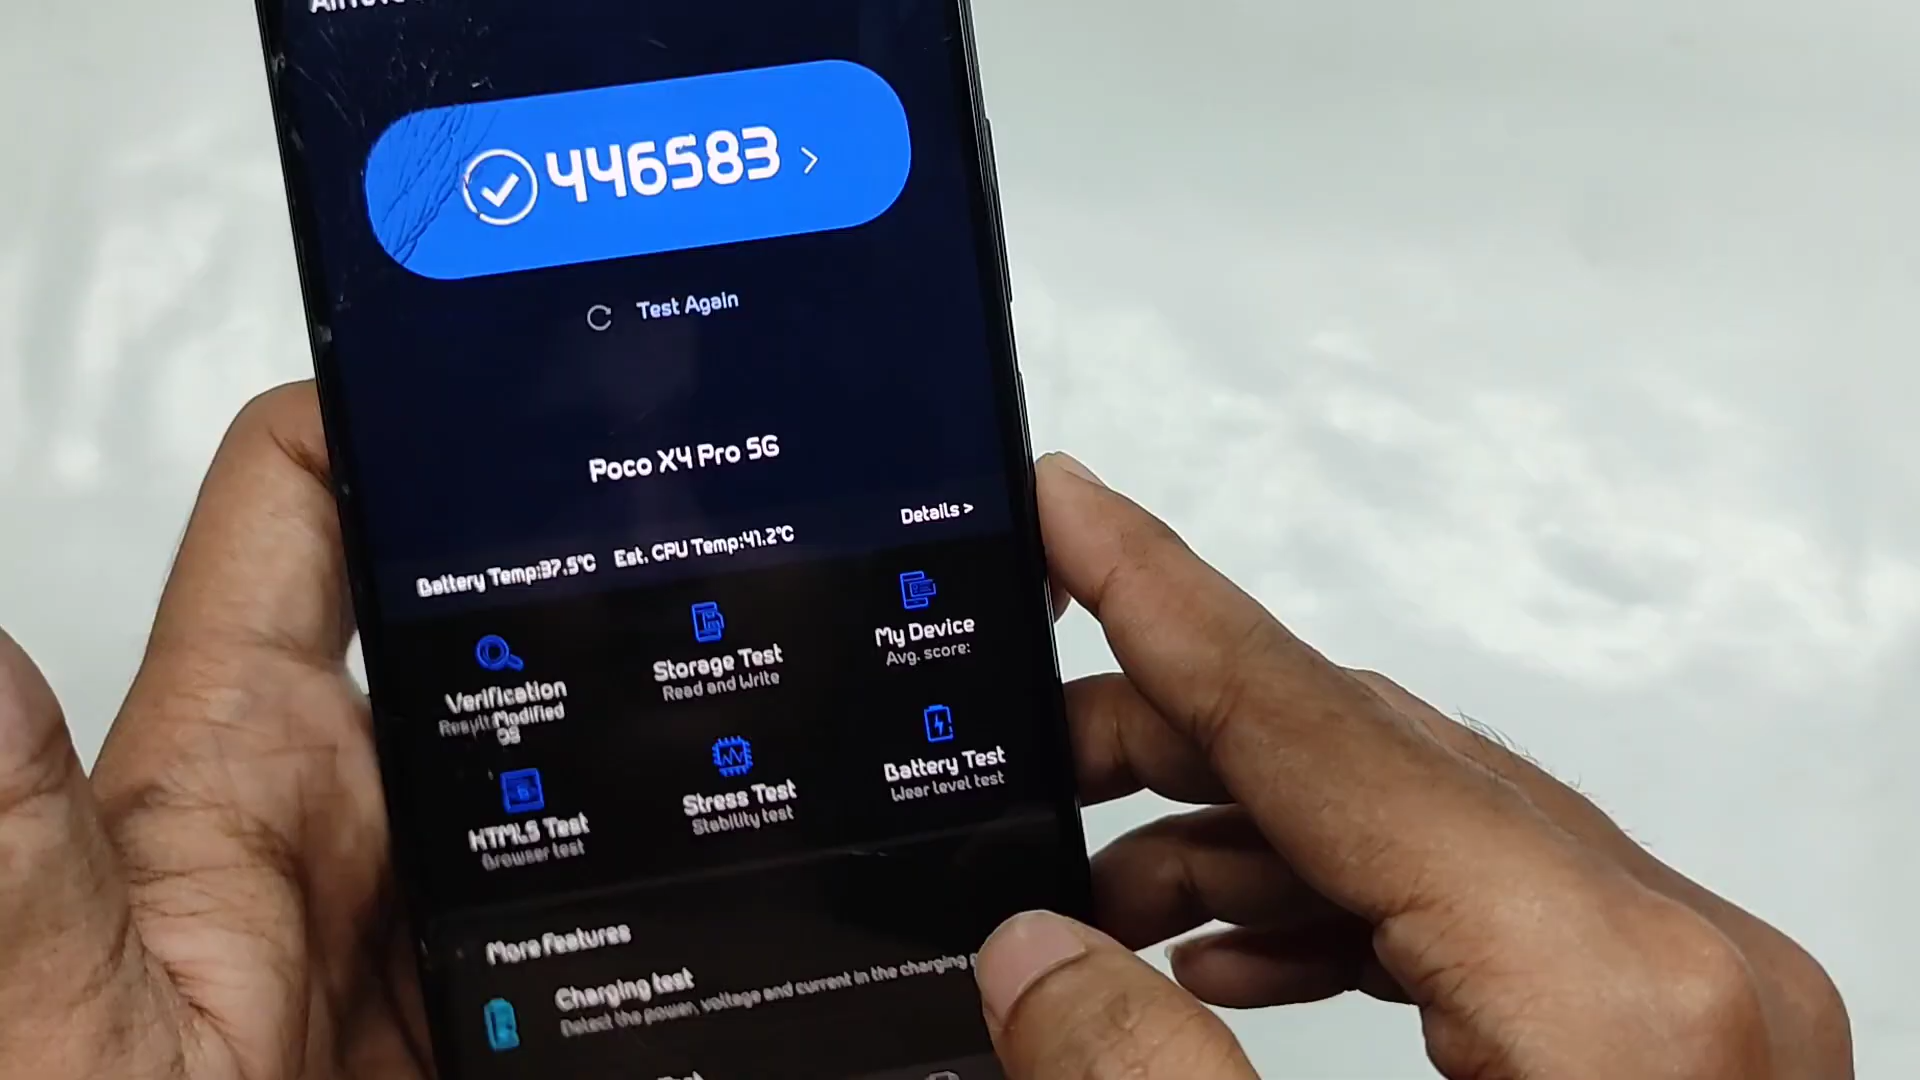 446583 >
Test Again
Poco X4 Pro 5G
Details >
Battery Temp:37.5°C Est. CPU Temp:41.2°C
Verification
Result: Modified
OS
Storage Test
Read and Write
My Device
Avg. score:
HTML5 Test
Browser test
Stress Test
Stability test
Battery Test
Wear level test
More Features
Charging test
Detect the power, voltage and current in the charging